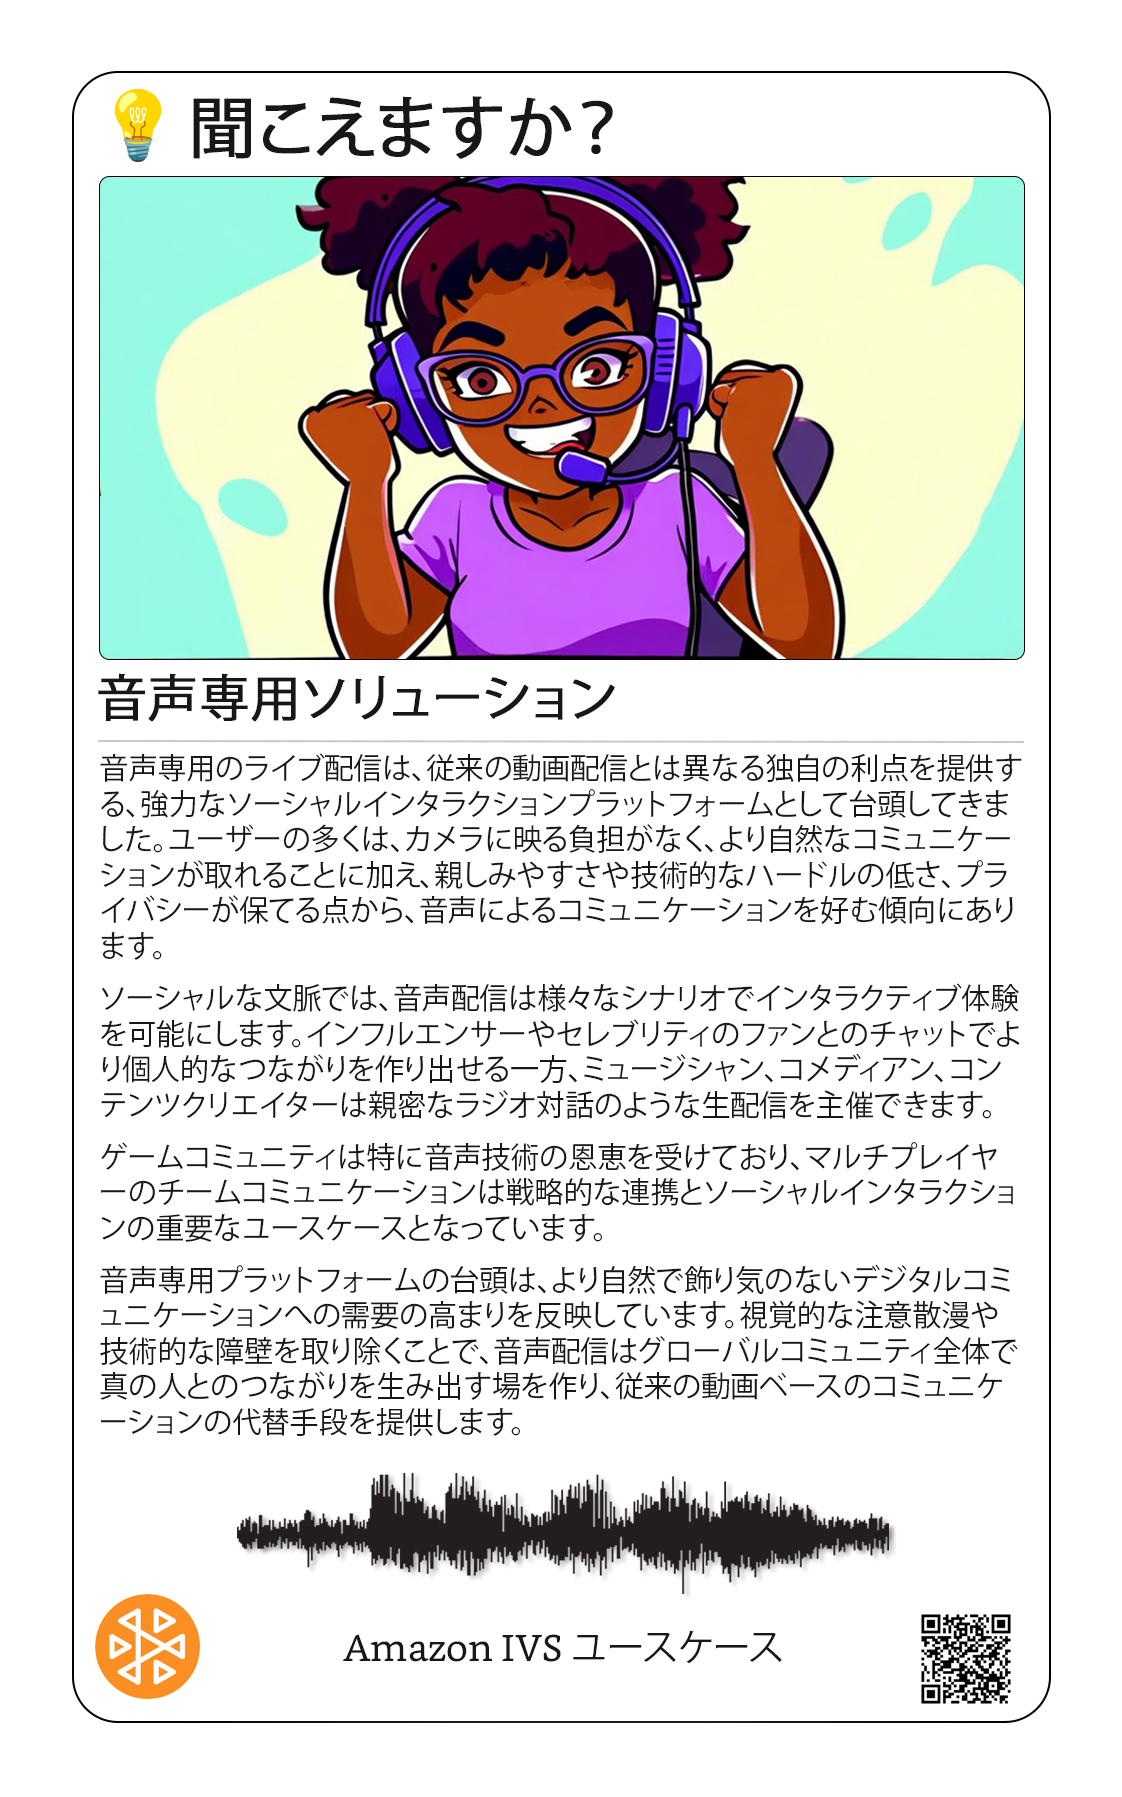 聞こえますか？
音声専用ソリューション
音声専用のライブ配信は、従来の動画配信とは異なる独自の利点を提供す
る、強力なソーシャルインタラクションプラットフォームとして台頭してきま
した。ユーザーの多くは、カメラに映る負担がなく、より自然なコミュニケー
ションが取れることに加え、親しみやすさや技術的なハードルの低さ、プラ
イバシーが保てる点から、音声によるコミュニケーションを好む傾向にあり
ます。
ソーシャルな文脈では、音声配信は様々なシナリオでインタラクティブ体験
を可能にします。インフルエンサーやセレブリティのファンとのチャットでよ
り個人的なつながりを作り出せる一方、ミュージシャン、コメディアン、コン
テンツクリエイターは親密なラジオ対話のような生配信を主催できます。
ゲームコミュニティは特に音声技術の恩恵を受けており、マルチプレイヤ
ーのチームコミュニケーションは戦略的な連携とソーシャルインタラクショ
ンの重要なユースケースとなっています。
音声専用プラットフォームの台頭は、より自然で飾り気のないデジタルコミ
ュニケーションへの需要の高まりを反映しています。視覚的な注意散漫や
技術的な障壁を取り除くことで、音声配信はグローバルコミュニティ全体で
真の人とのつながりを生み出す場を作り、従来の動画ベースのコミュニケ
ーションの代替手段を提供します。
Amazon IVS ユースケース